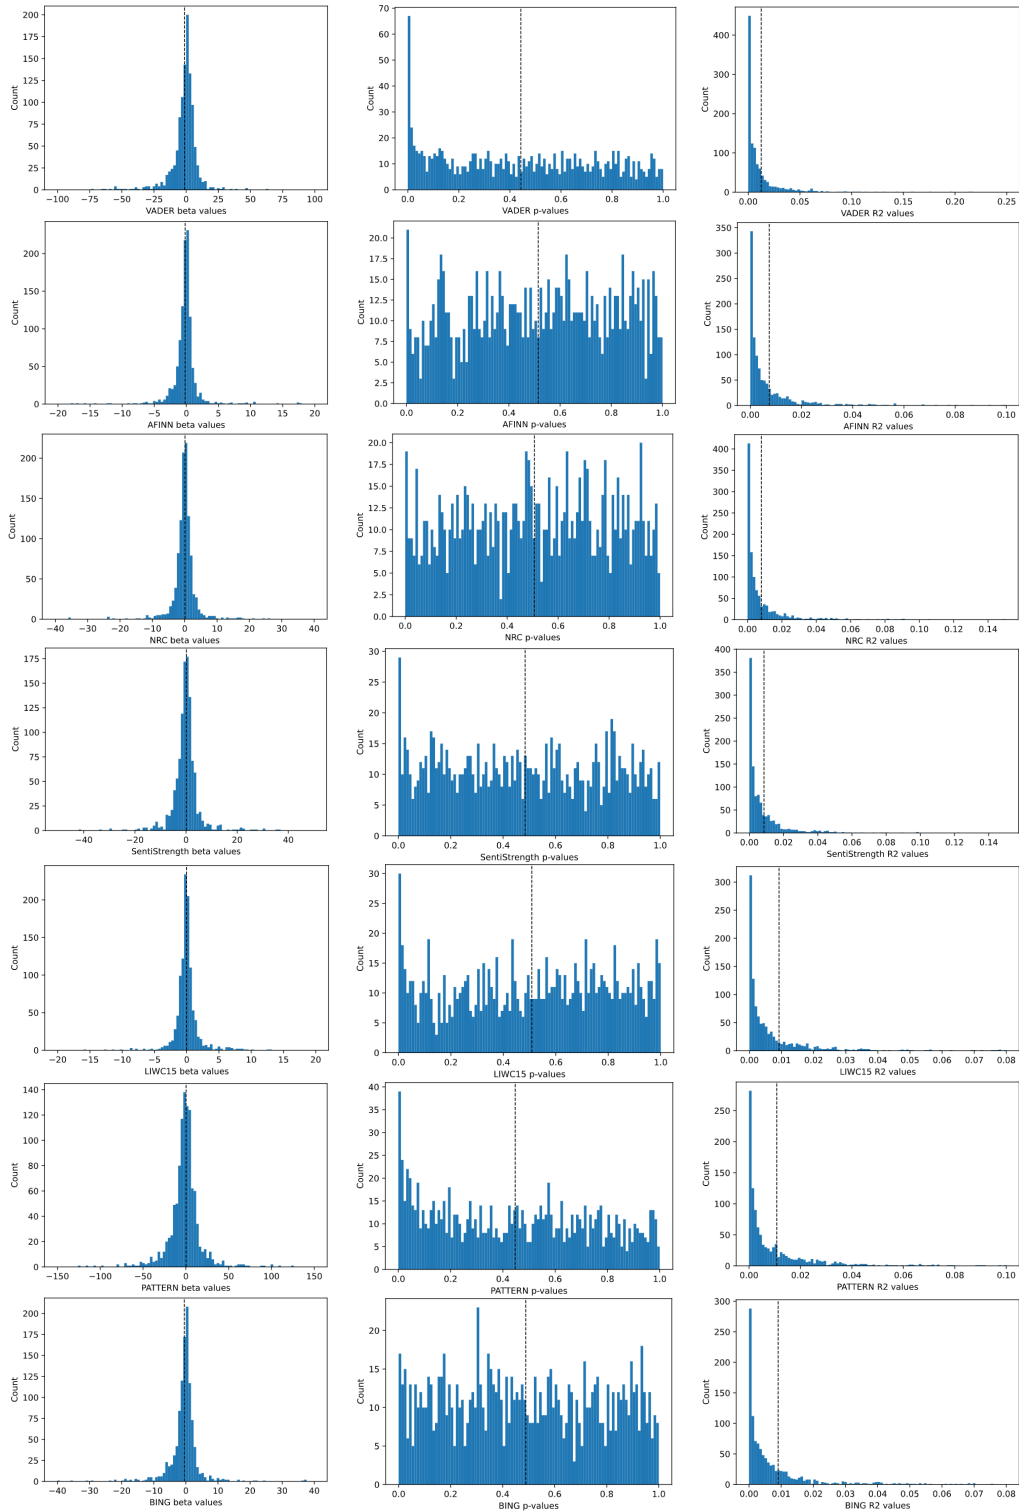 200
175
150
125
100
75
50
25
0
Count
−100 −75 −50 −25 0 25 50 75 100
VADER beta values
70
60
50
40
30
20
10
0
Count
0.0 0.2 0.4 0.6 0.8 1.0
VADER p-values
400
300
200
100
0
Count
0.00 0.05 0.10 0.15 0.20 0.25
VADER R2 values
200
150
100
50
0
Count
−20 −15 −10 −5 0 5 10 15 20
AFINN beta values
20.0
17.5
15.0
12.5
10.0
7.5
5.0
2.5
0.0
Count
0.0 0.2 0.4 0.6 0.8 1.0
AFINN p-values
350
300
250
200
150
100
50
0
Count
0.00 0.02 0.04 0.06 0.08 0.10
AFINN R2 values
200
150
100
50
0
Count
−40 −30 −20 −10 0 10 20 30 40
NRC beta values
20.0
17.5
15.0
12.5
10.0
7.5
5.0
2.5
0.0
Count
0.0 0.2 0.4 0.6 0.8 1.0
NRC p-values
400
350
300
250
200
150
100
50
0
Count
0.00 0.02 0.04 0.06 0.08 0.10 0.12 0.14
NRC R2 values
175
150
125
100
75
50
25
0
Count
−40 −20 0 20 40
SentiStrength beta values
30
25
20
15
10
5
0
Count
0.0 0.2 0.4 0.6 0.8 1.0
SentiStrength p-values
400
350
300
250
200
150
100
50
0
Count
0.00 0.02 0.04 0.06 0.08 0.10 0.12 0.14
SentiStrength R2 values
200
150
100
50
0
Count
−20 −15 −10 −5 0 5 10 15 20
LIWC15 beta values
30
25
20
15
10
5
0
Count
0.0 0.2 0.4 0.6 0.8 1.0
LIWC15 p-values
300
250
200
150
100
50
0
Count
0.00 0.01 0.02 0.03 0.04 0.05 0.06 0.07 0.08
LIWC15 R2 values
140
120
100
80
60
40
20
0
Count
−150 −100 −50 0 50 100 150
PATTERN beta values
40
35
30
25
20
15
10
5
0
Count
0.0 0.2 0.4 0.6 0.8 1.0
PATTERN p-values
250
200
150
100
50
0
Count
0.00 0.02 0.04 0.06 0.08 0.10
PATTERN R2 values
200
175
150
125
100
75
50
25
0
Count
−40 −30 −20 −10 0 10 20 30 40
BING beta values
20
15
10
5
0
Count
0.0 0.2 0.4 0.6 0.8 1.0
BING p-values
300
250
200
150
100
50
0
Count
0.00 0.01 0.02 0.03 0.04 0.05 0.06 0.07 0.08
BING R2 values